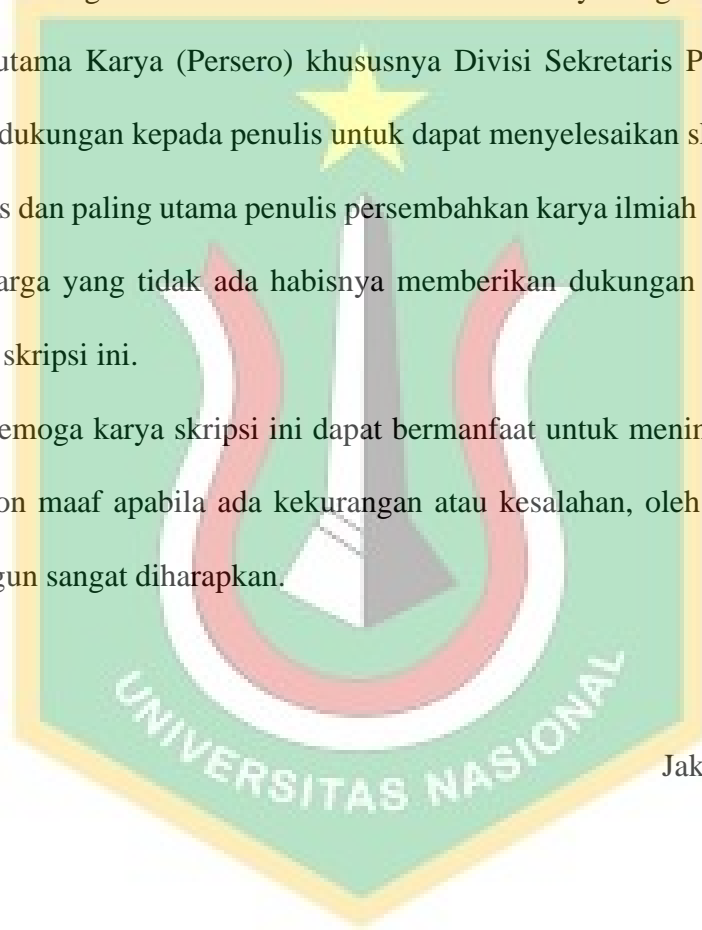 utama Karya (Persero) khususnya Divisi Sekretaris P
dukungan kepada penulis untuk dapat menyelesaikan sk
s dan paling utama penulis persembahkan karya ilmiah
arga yang tidak ada habisnya memberikan dukungan
skripsi ini.
emoga karya skripsi ini dapat bermanfaat untuk menin
on maaf apabila ada kekurangan atau kesalahan, oleh
gun sangat diharapkan.
UNIVERSITAS NASIONAL
Jak